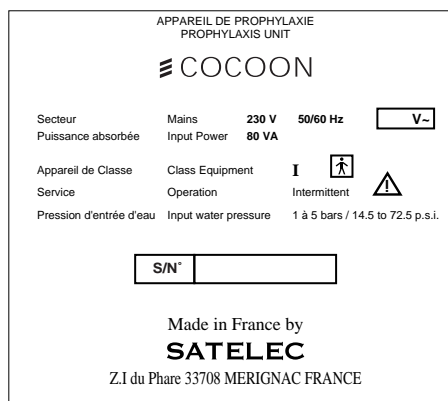 APPAREIL DE PROPHYLAXIE
PROPHYLAXIS UNIT
COCOON
Secteur Mains 230 V 50/60 Hz V~
Puissance absorbée Input Power 80 VA
Appareil de Classe Class Equipment I
Service Operation Intermittent
Pression d'entrée d'eau Input water pressure 1 à 5 bars / 14.5 to 72.5 p.s.i.
S/N°
Made in France by
SATELEC
Z.I du Phare 33708 MERIGNAC FRANCE